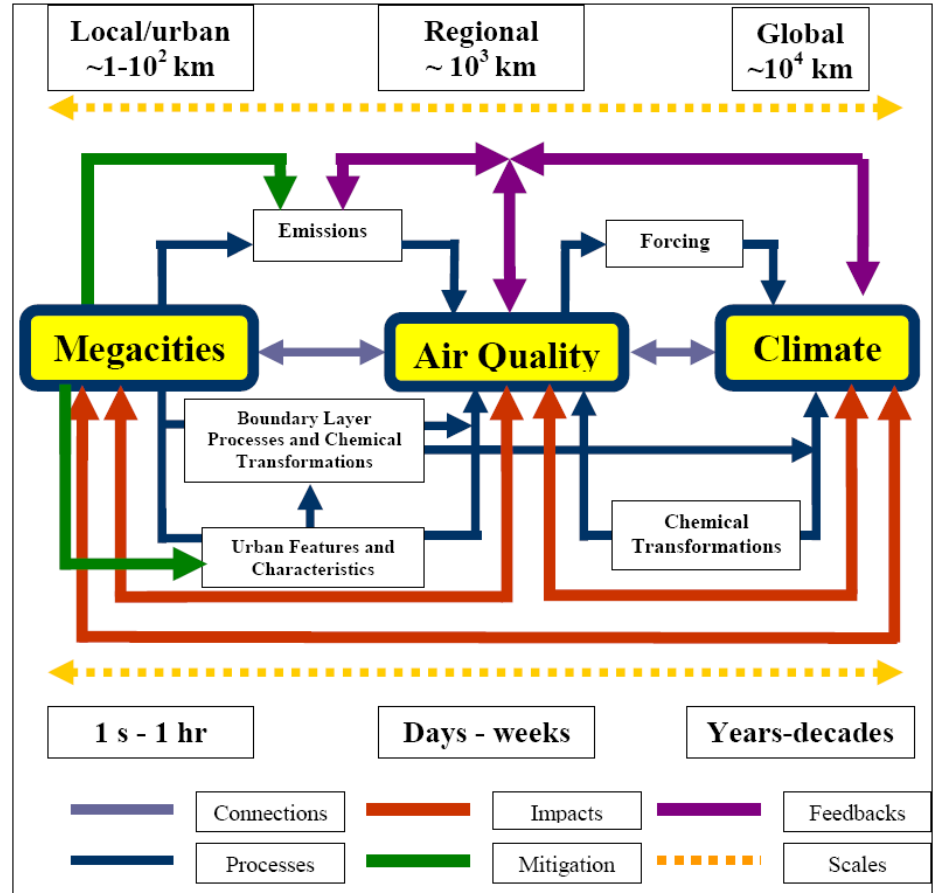 Local/urban
~1-10² km
Regional
~ 10³ km
Global
~10⁴ km
Emissions
Forcing
Megacities
Air Quality
Climate
Boundary Layer
Processes and Chemical
Transformations
Chemical
Transformations
Urban Features and
Characteristics
1 s - 1 hr
Days - weeks
Years-decades
Connections
Impacts
Feedbacks
Processes
Mitigation
Scales